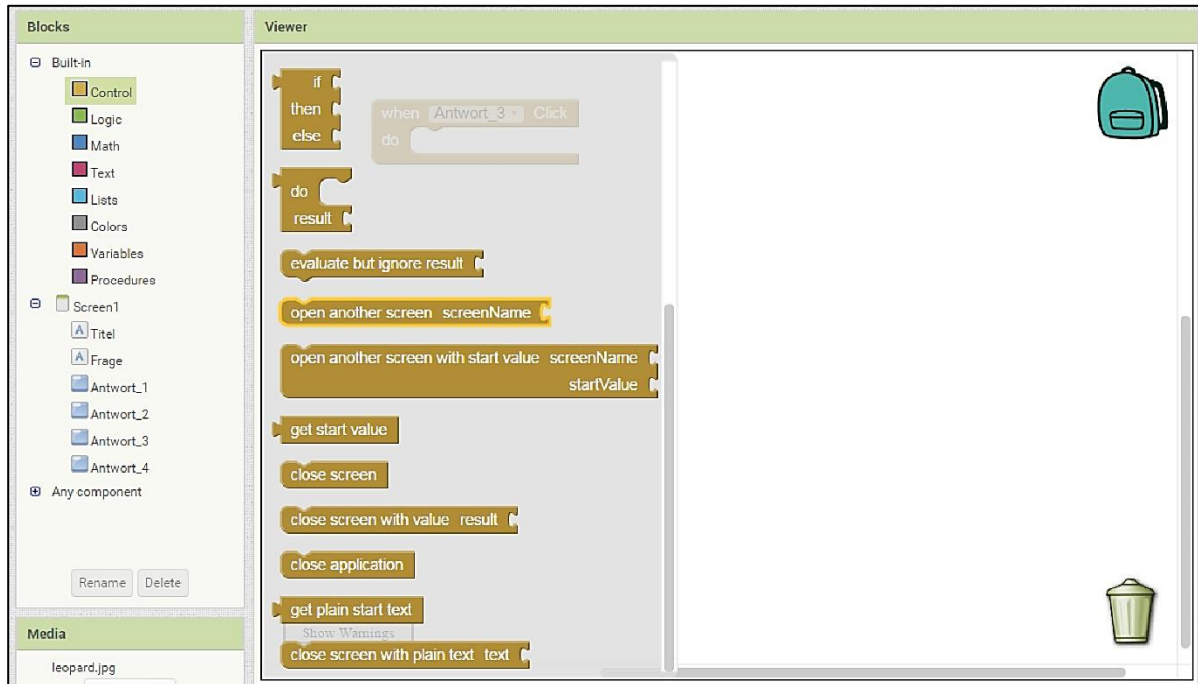 Blocks
Built-in
Control
Logic
Math
Text
Lists
Colors
Variables
Procedures
Screen1
Titel
Frage
Antwort_1
Antwort_2
Antwort_3
Antwort_4
Any component
Rename Delete
Media
leopard.jpg
Viewer
if
then
else
when Antwort_3 .Click
do
do
result
evaluate but ignore result
open another screen screenName
open another screen with start value screenName
startValue
get start value
close screen
close screen with value result
close application
get plain start text
Show Warnings
close screen with plain text text